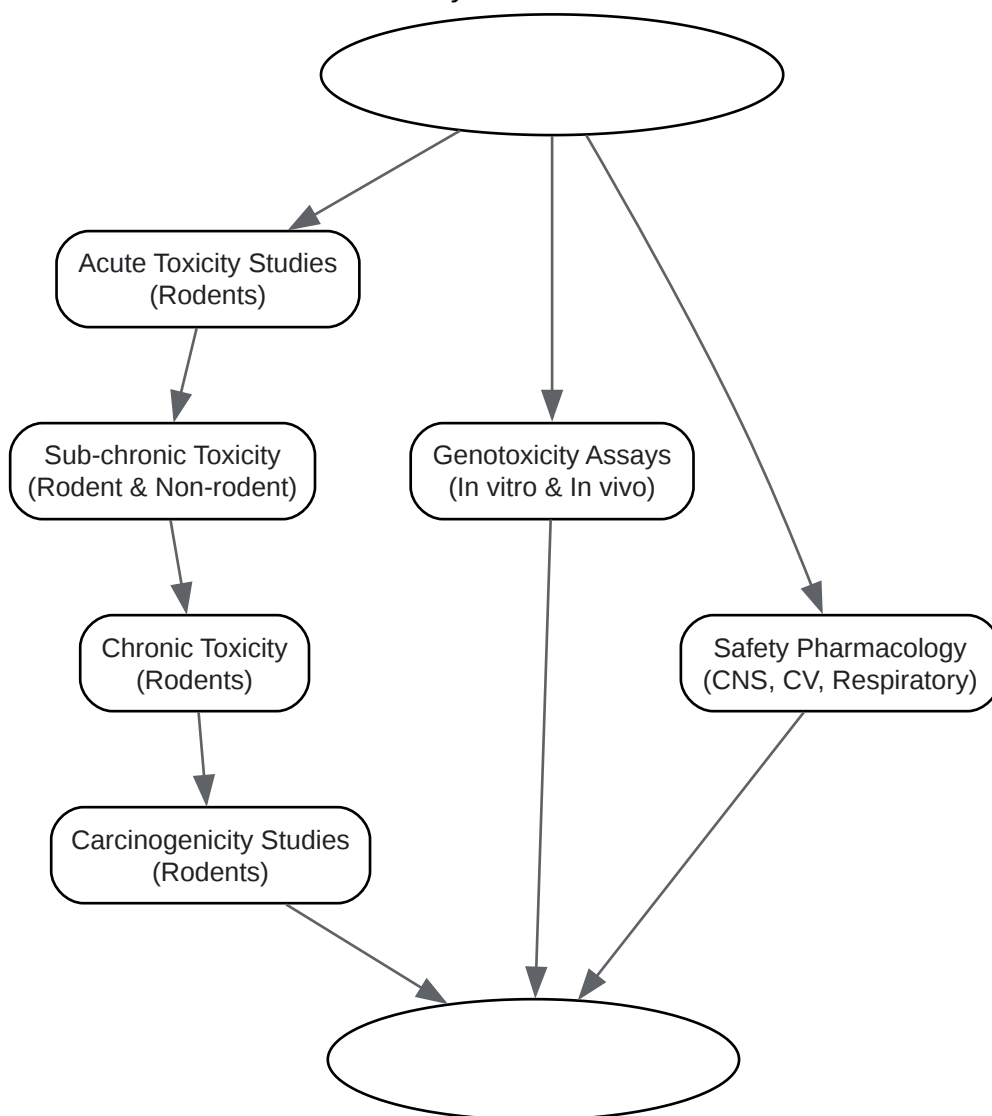 Acute Toxicity Studies
(Rodents)
Sub-chronic Toxicity
(Rodent & Non-rodent)
Genotoxicity Assays
(In vitro & In vivo)
Chronic Toxicity
(Rodents)
Safety Pharmacology
(CNS, CV, Respiratory)
Carcinogenicity Studies
(Rodents)